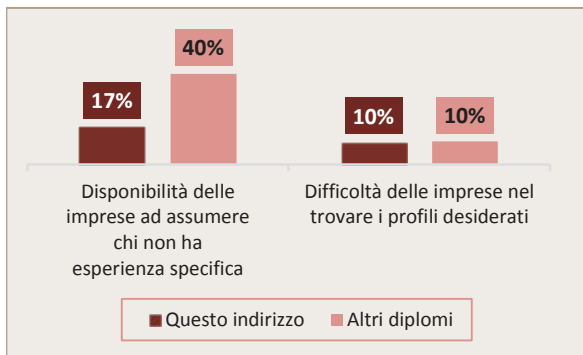 40%
17%
10%
10%
Disponibilità delle
imprese ad assumere
chi non ha
esperienza specifica
Difficoltà delle imprese nel
trovare i profili desiderati
Questo indirizzo
Altri diplomi